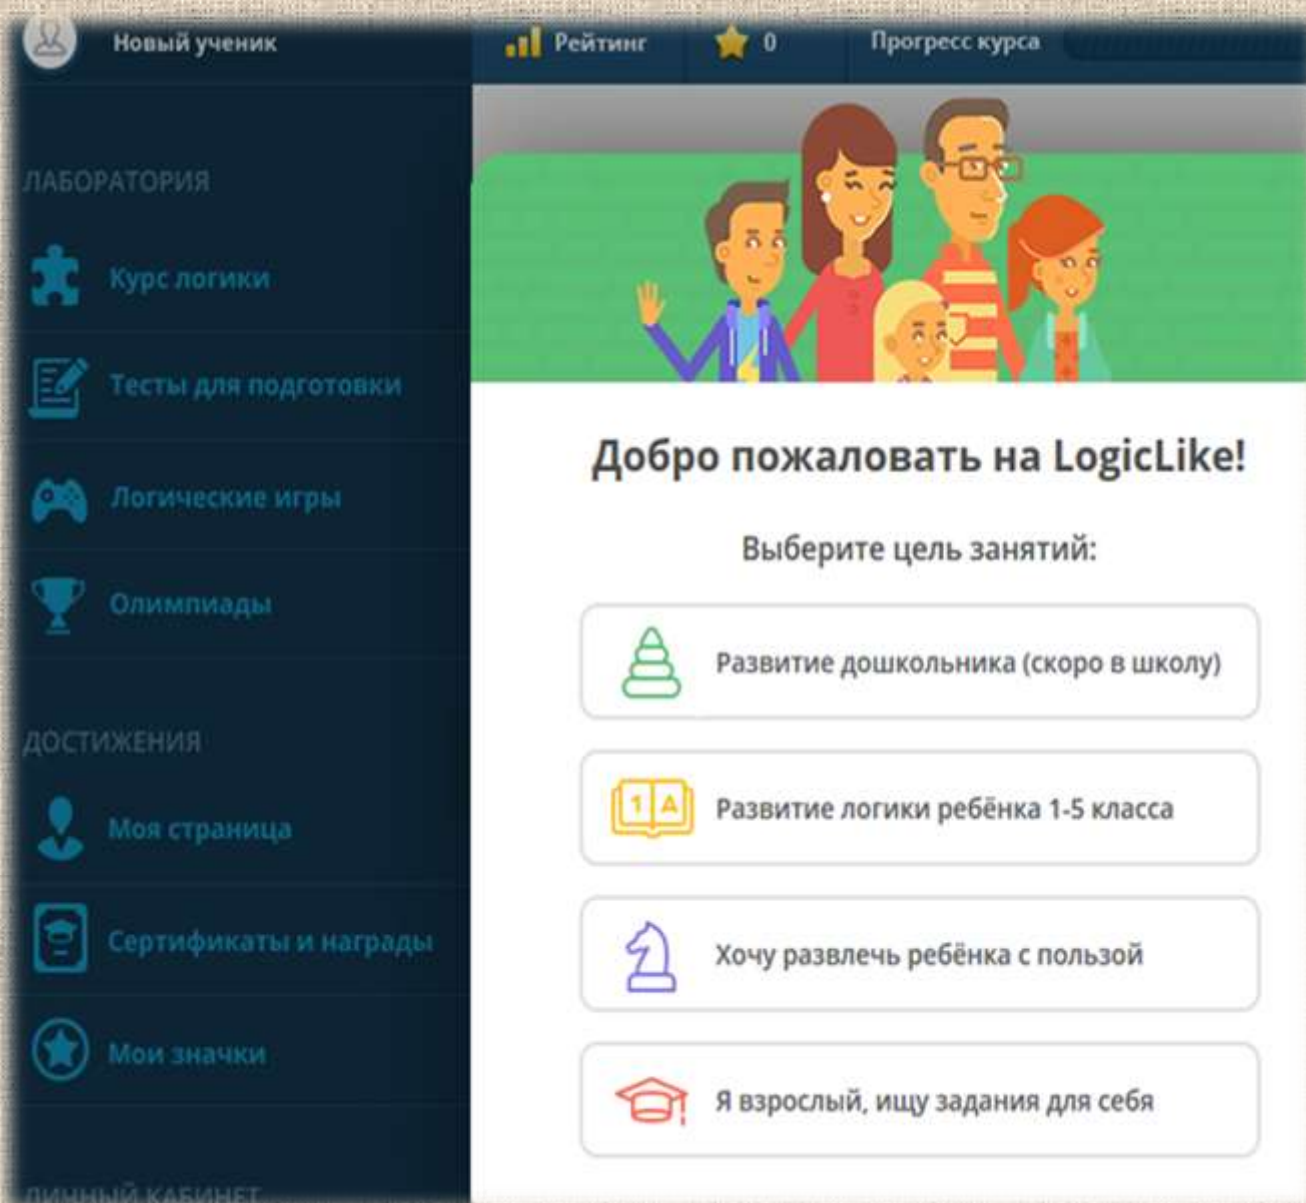 Новый ученик
Рейтинг
0
Прогресс курса
ЛАБОРАТОРИЯ
Курс логики
Тесты для подготовки
Логические игры
Олимпиады
ДОСТИЖЕНИЯ
Моя страница
Сертификаты и награды
Мои значки
ЛИЧНЫЙ КАБИНЕТ
Добро пожаловать на LogicLike!
Выберите цель занятий:
Развитие дошкольника (скоро в школу)
1 A
Развитие логики ребёнка 1-5 класса
Хочу развлечь ребёнка с пользой
Я взрослый, ищу задания для себя